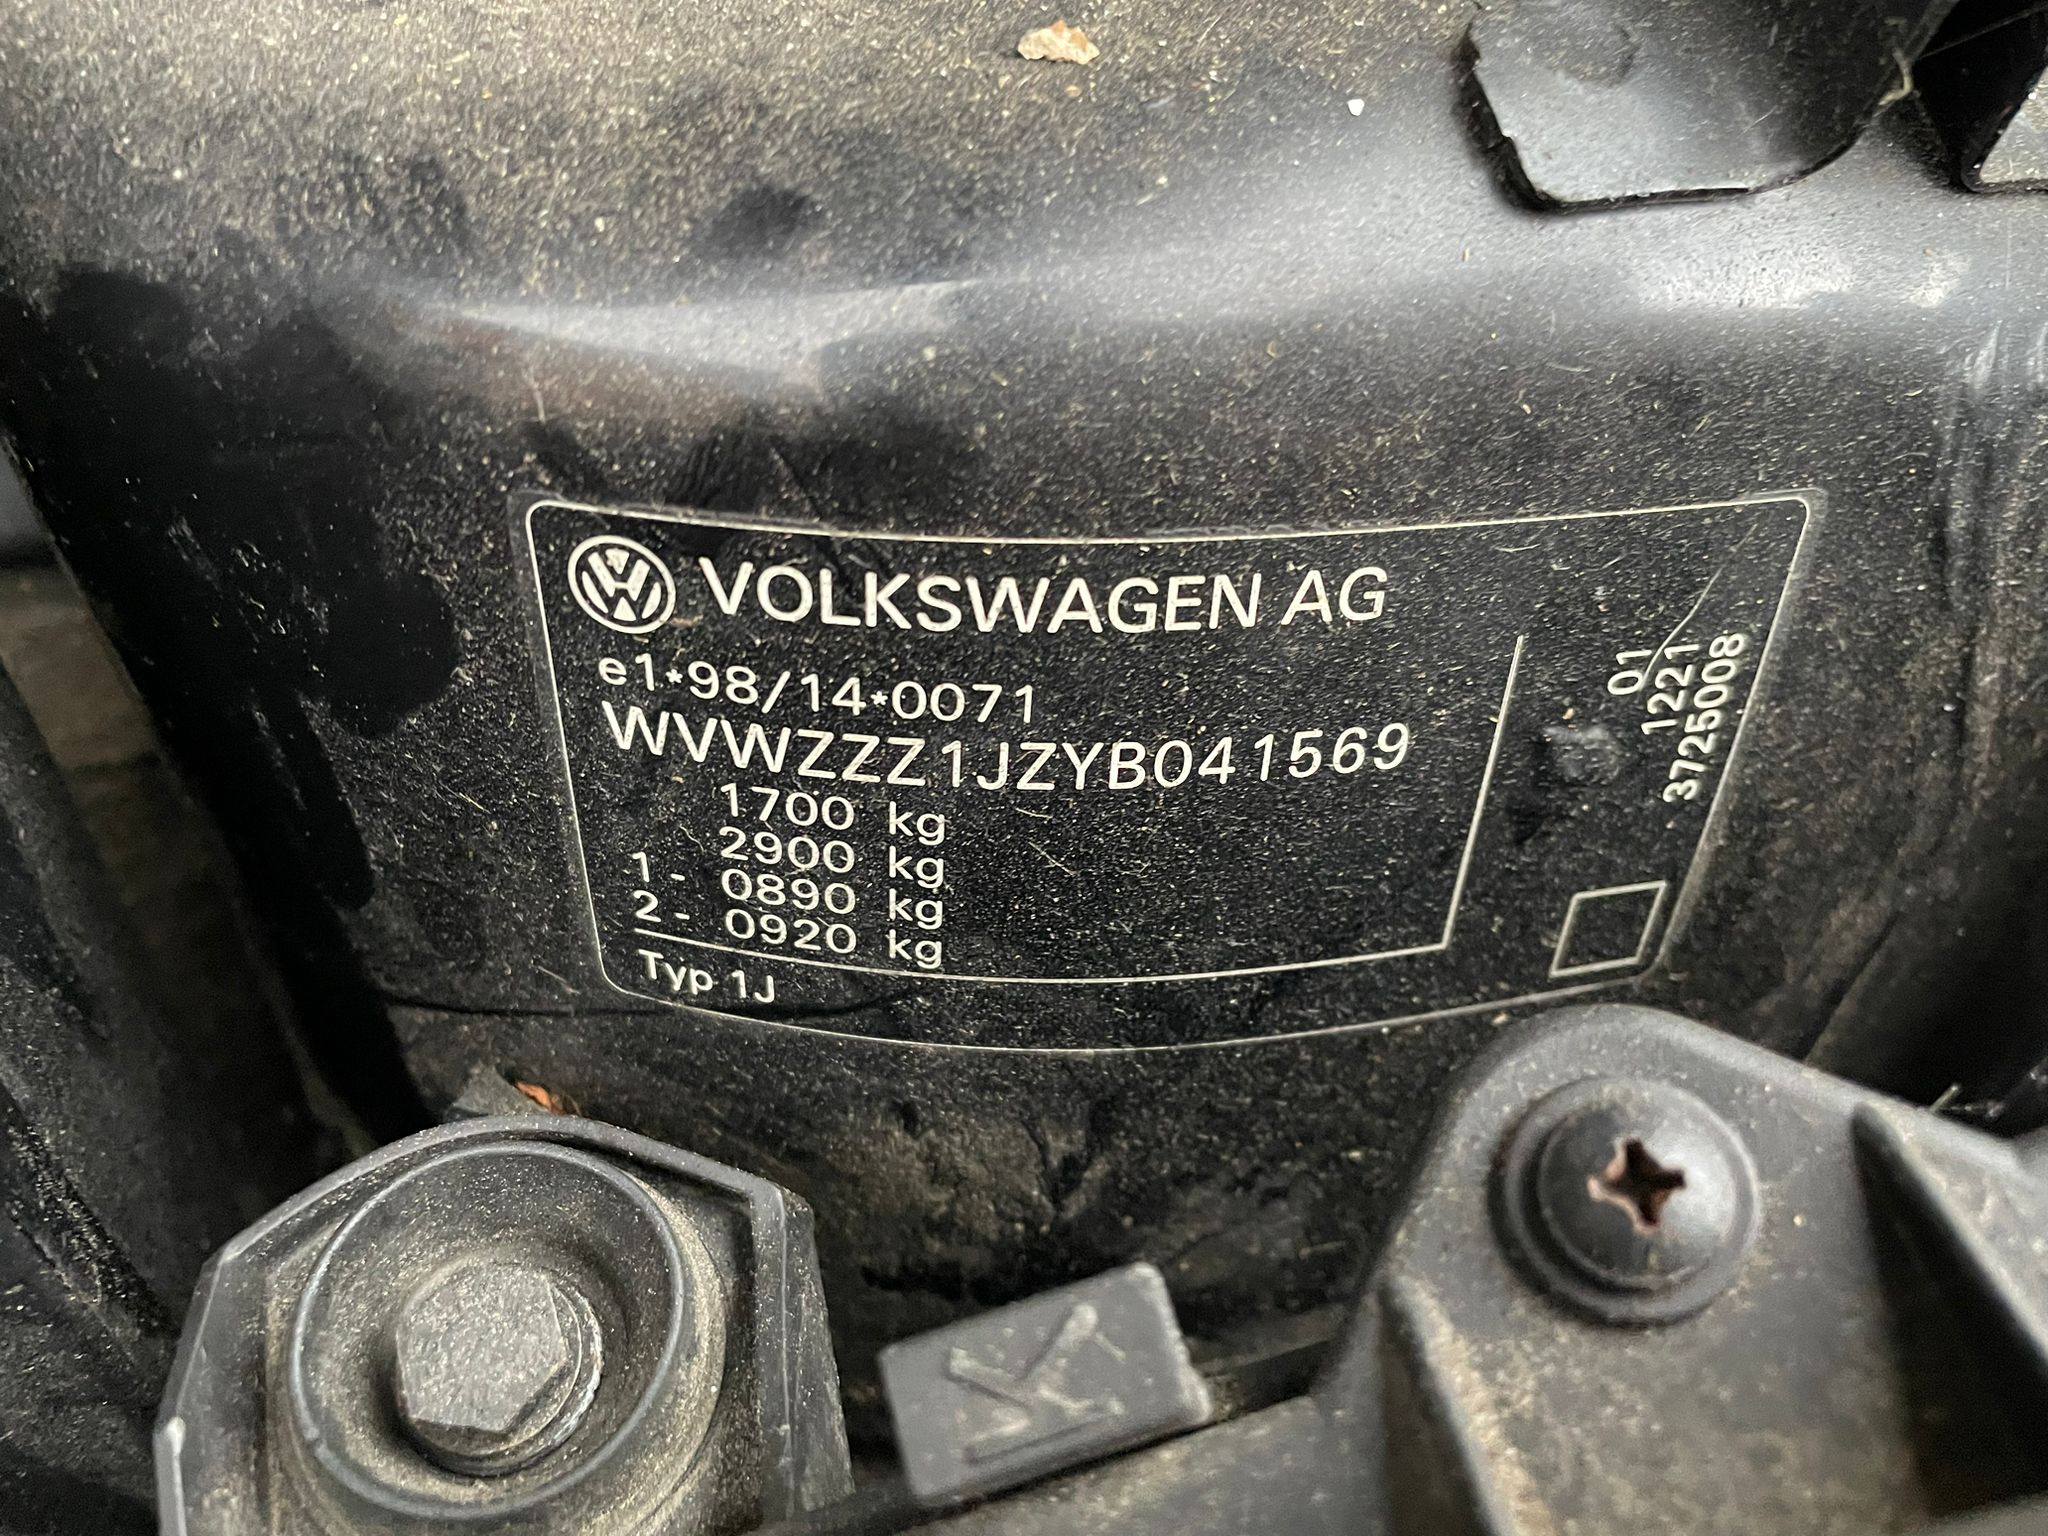 VOLKSWAGEN AG
e1*98/14*0071
WVWZZZ1JZYB041569
1700 kg
2900 kg
1 - 0890 kg
2 - 0920 kg
Typ 1J
01
1221
3725008
K